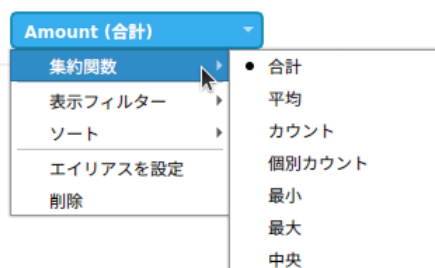 Amount (合計)
集約関数
表示フィルター
ソート
エイリアスを設定
削除
合計
平均
カウント
個別カウント
最小
最大
中央